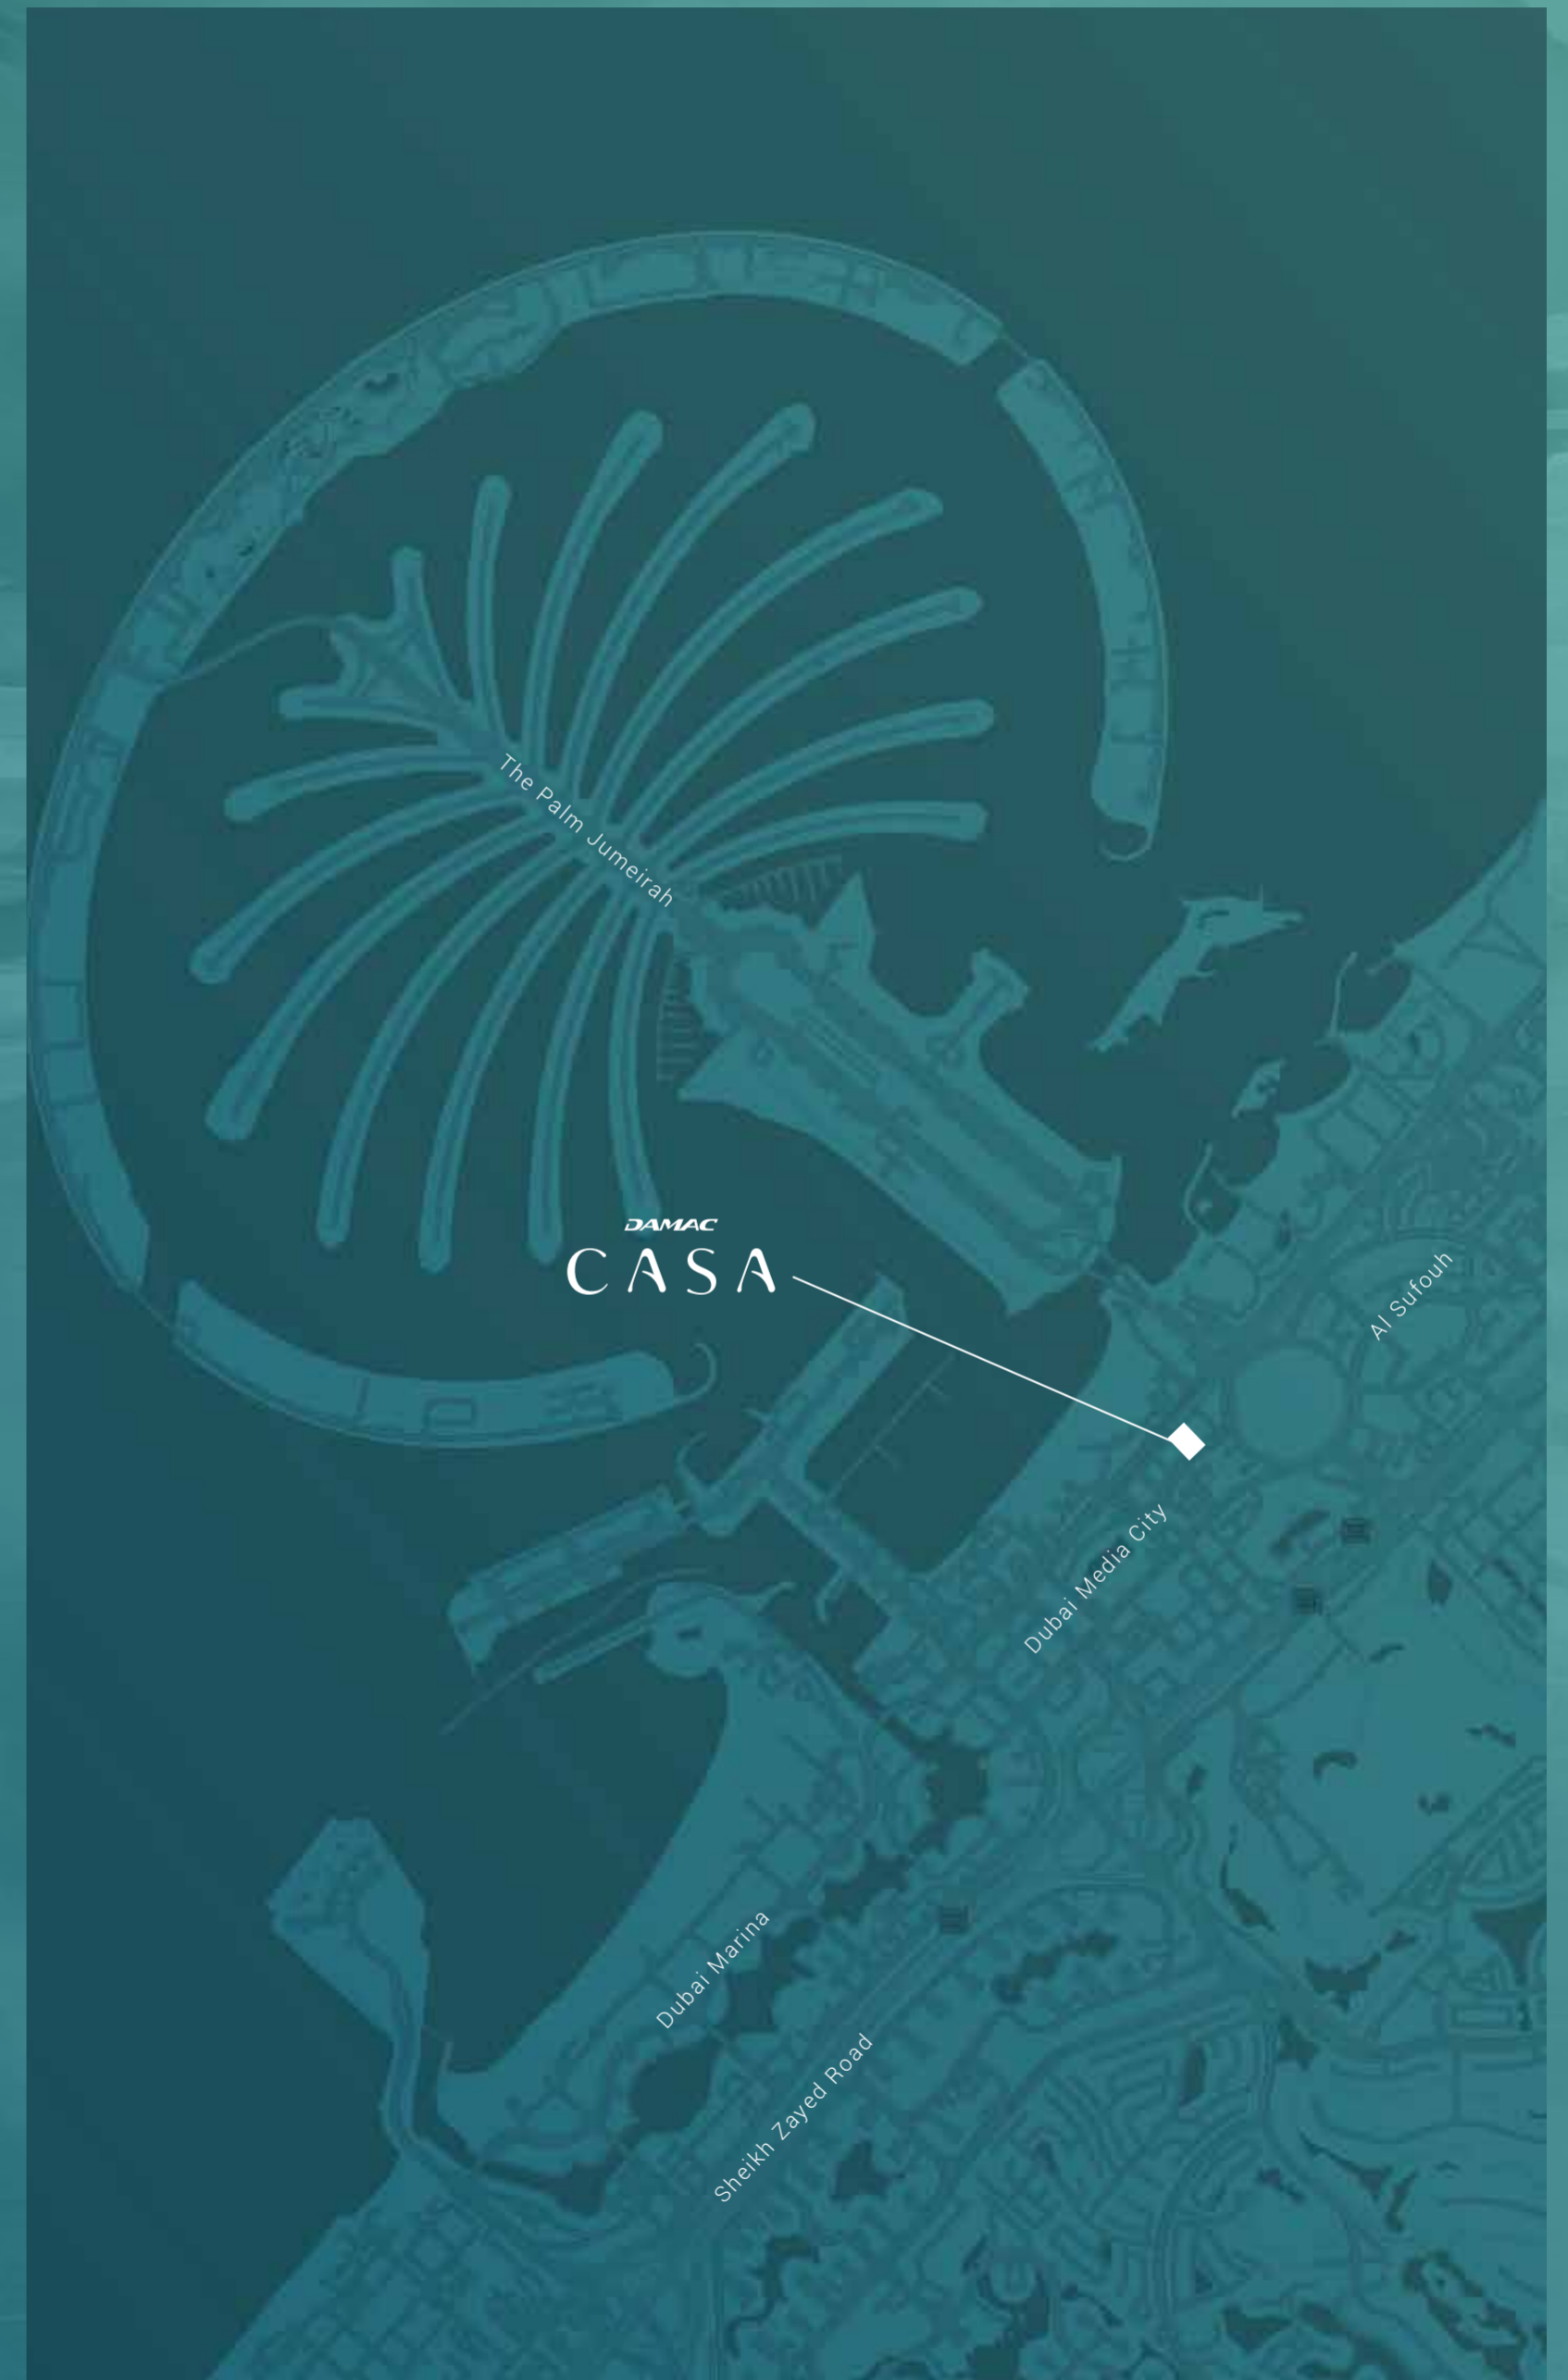 The Palm Jumeirah
DAMAC
CASA
Al Sufouh
Dubai Media City
Dubai Marina
Sheikh Zayed Road